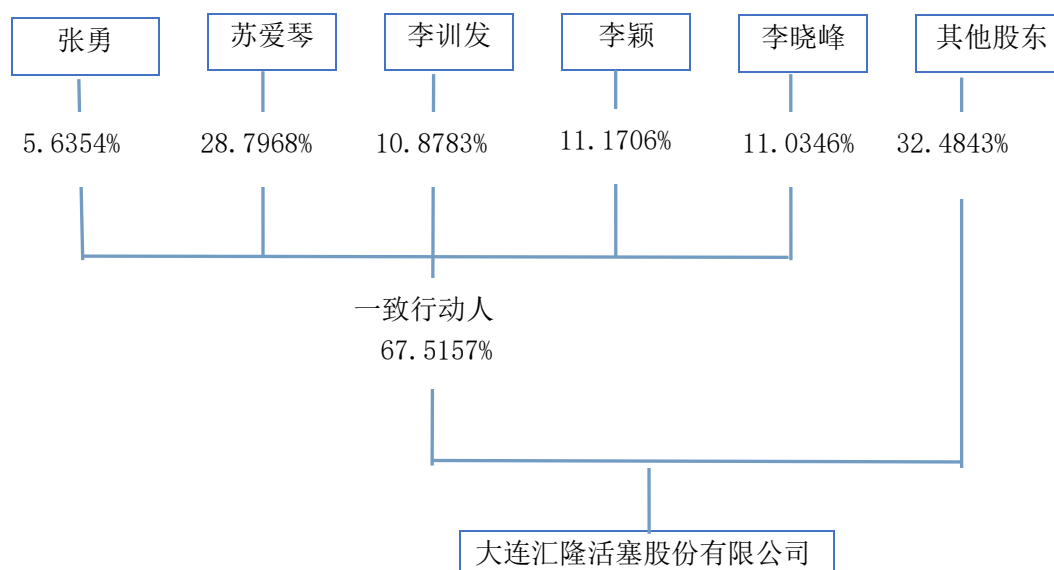 张勇
苏爱琴
李训发
李颖
李晓峰
其他股东
5.6354%
28.7968%
10.8783%
11.1706%
11.0346%
32.4843%
一致行动人
67.5157%
大连汇隆活塞股份有限公司